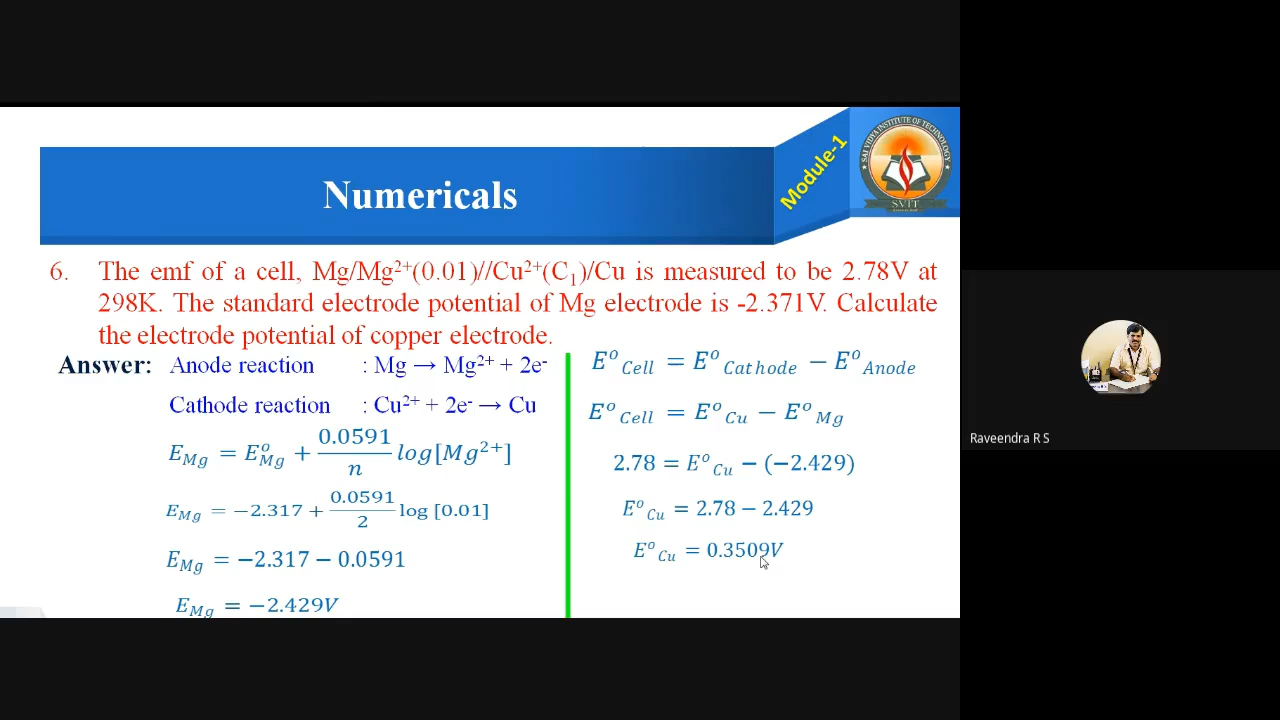 Numericals
Module-1
SAI VIDYA INSTITUTE OF TECHNOLOGY
SVIT
6. The emf of a cell, Mg/Mg²⁺(0.01)//Cu²⁺(C₁)/Cu is measured to be 2.78V at
298K. The standard electrode potential of Mg electrode is -2.371V. Calculate
the electrode potential of copper electrode.
Answer: Anode reaction : Mg → Mg²⁺ + 2e⁻
Cathode reaction : Cu²⁺ + 2e⁻ → Cu
E_Mg = E°_Mg + 0.0591/n log[Mg²⁺]
E_Mg = −2.317 + 0.0591/2 log [0.01]
E_Mg = −2.317 − 0.0591
E_Mg = −2.429V
E°_Cell = E°_Cathode − E°_Anode
E°_Cell = E°_Cu − E°_Mg
2.78 = E°_Cu − (−2.429)
E°_Cu = 2.78 − 2.429
E°_Cu = 0.3509V
Raveendra R S